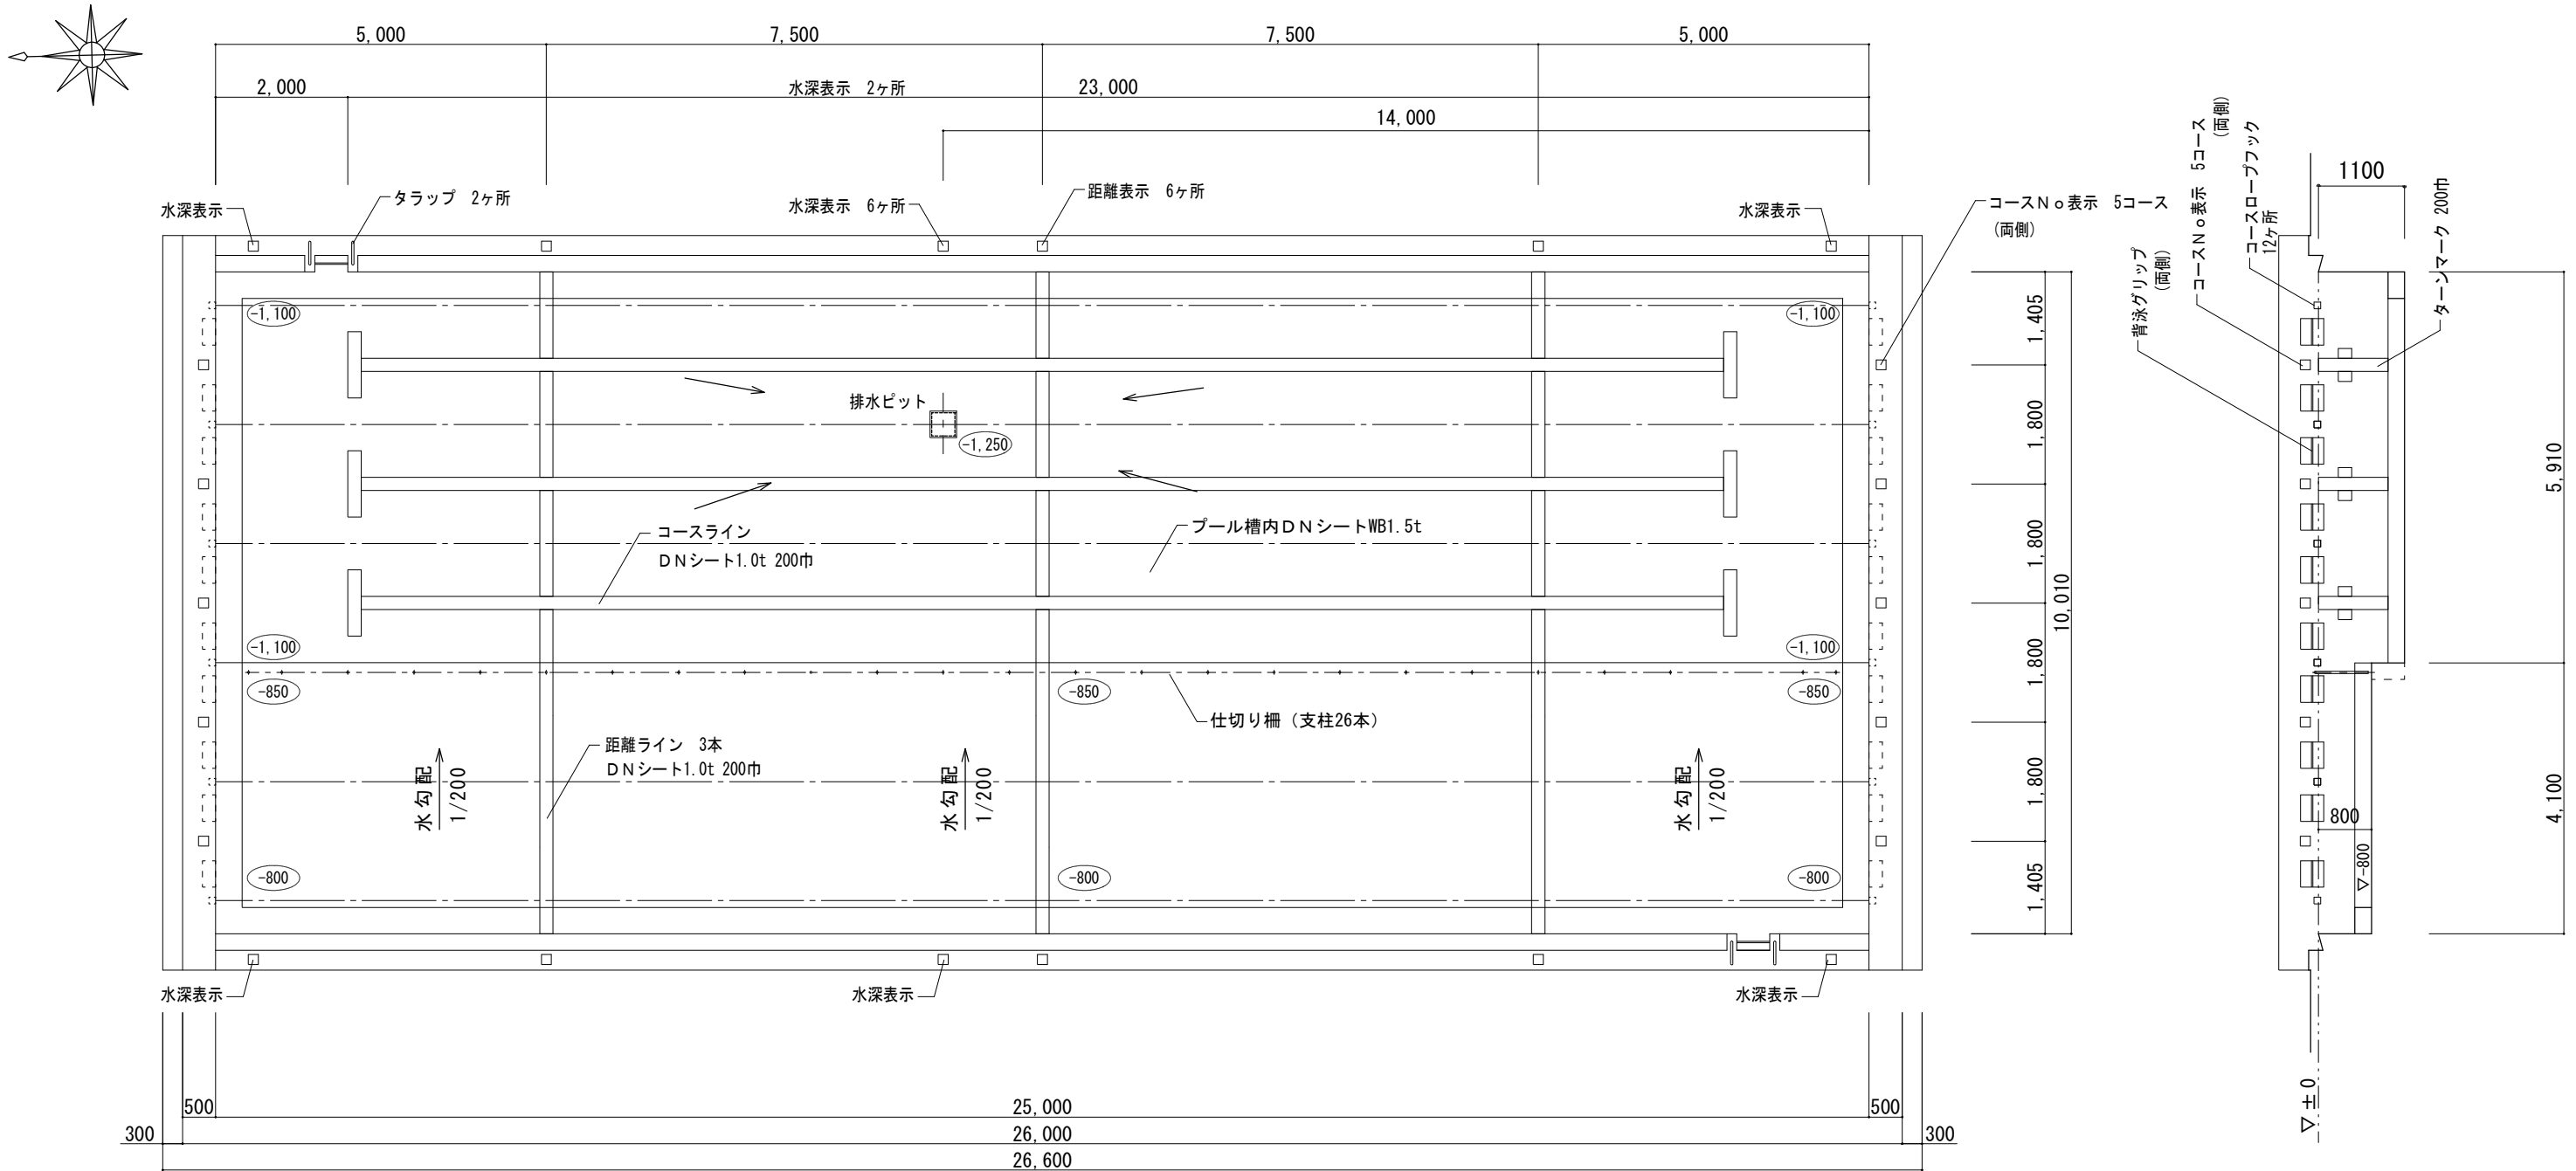 5,000
7,500
7,500
5,000
2,000
水深表示 2ヶ所
23,000
14,000
水深表示
タラップ 2ヶ所
水深表示 6ヶ所
距離表示 6ヶ所
水深表示
コースNo表示 5コース
(両側)
-1,100
-1,100
排水ピット
-1,250
コースライン
DNシート1.0t 200巾
プール槽内DNシートWB1.5t
-1,100
-1,100
-850
-850
-850
仕切り柵（支柱26本）
距離ライン 3本
DNシート1.0t 200巾
水勾配
1/200
水勾配
1/200
水勾配
1/200
-800
-800
-800
水深表示
水深表示
水深表示
500
25,000
500
300
26,000
300
26,600
1,405
1,800
1,800
1,800
1,800
1,405
10,010
背泳グリップ
(両側)
コースNo表示 5コース
(両側)
コースロープフック
12ヶ所
1100
ターンマーク 200巾
5,910
4,100
800
▽-800
▽±0